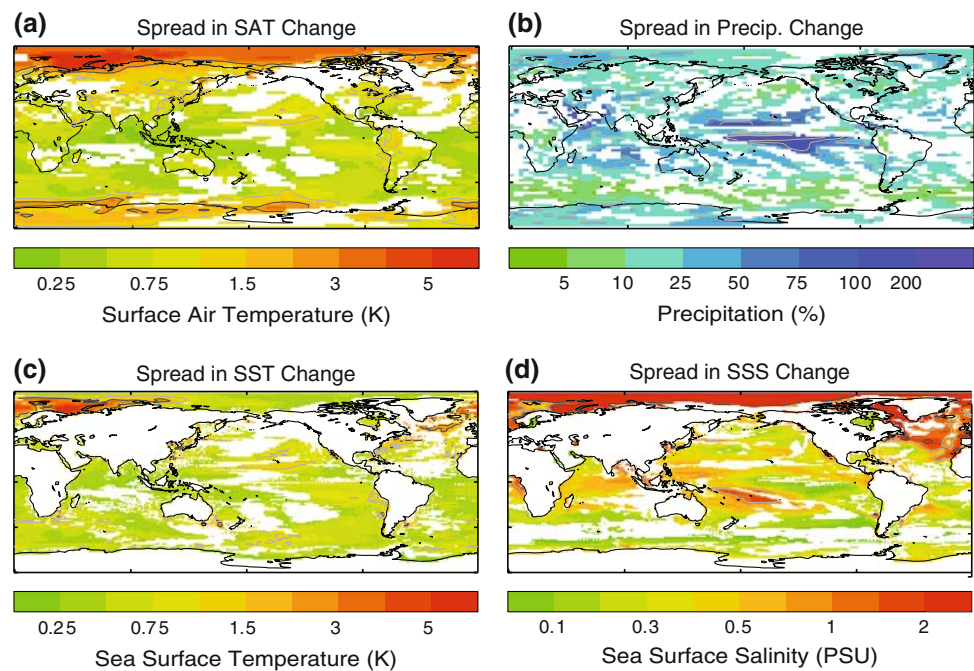 (a)
Spread in SAT Change
0.25 0.75 1.5 3 5
Surface Air Temperature (K)
(b)
Spread in Precip. Change
5 10 25 50 75 100 200
Precipitation (%)
(c)
Spread in SST Change
0.25 0.75 1.5 3 5
Sea Surface Temperature (K)
(d)
Spread in SSS Change
0.1 0.3 0.5 1 2
Sea Surface Salinity (PSU)